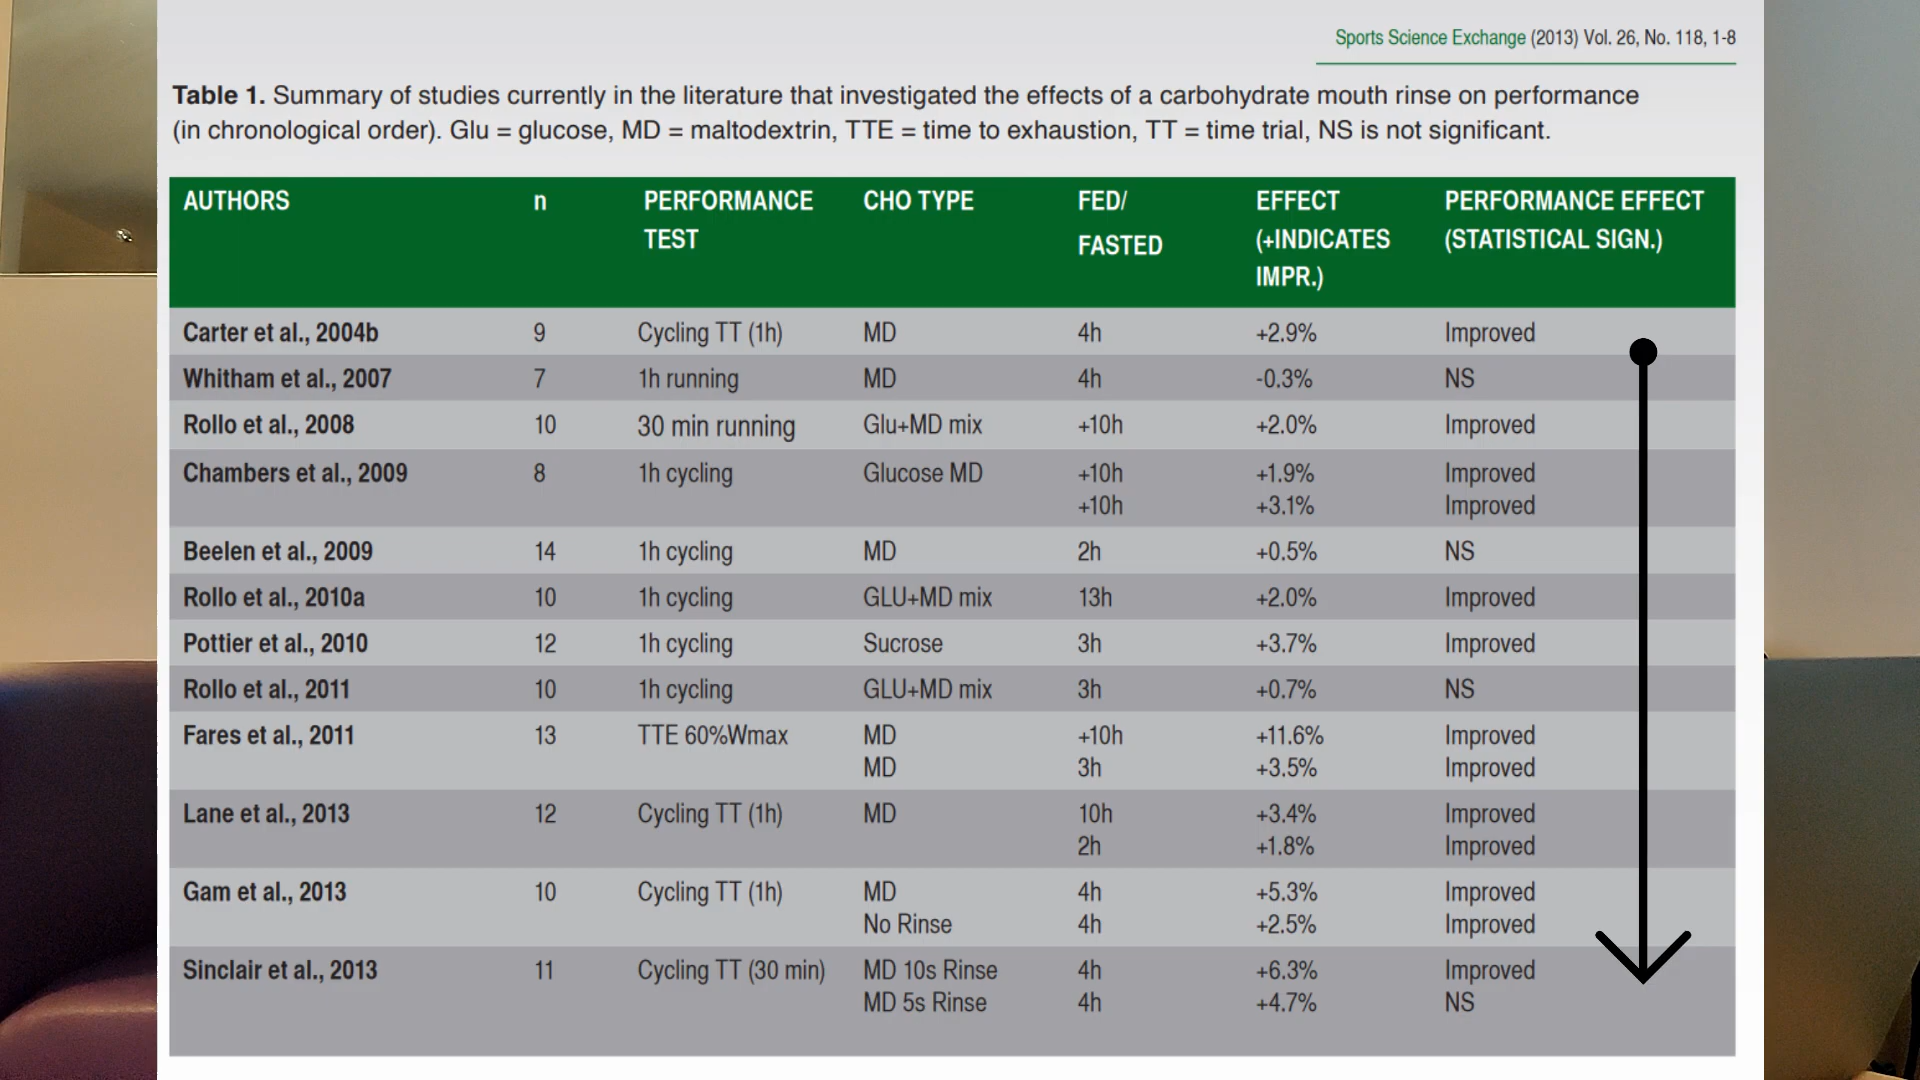 Sports Science Exchange (2013) Vol. 26, No. 118, 1-8
Table 1. Summary of studies currently in the literature that investigated the effects of a carbohydrate mouth rinse on performance
(in chronological order). Glu = glucose, MD = maltodextrin, TTE = time to exhaustion, TT = time trial, NS is not significant.
AUTHORS n PERFORMANCE TEST CHO TYPE FED/ FASTED EFFECT (+INDICATES IMPR.) PERFORMANCE EFFECT (STATISTICAL SIGN.)
Carter et al., 2004b 9 Cycling TT (1h) MD 4h +2.9% Improved
Whitham et al., 2007 7 1h running MD 4h -0.3% NS
Rollo et al., 2008 10 30 min running Glu+MD mix +10h +2.0% Improved
Chambers et al., 2009 8 1h cycling Glucose MD +10h +1.9% Improved
+10h +3.1% Improved
Beelen et al., 2009 14 1h cycling MD 2h +0.5% NS
Rollo et al., 2010a 10 1h cycling GLU+MD mix 13h +2.0% Improved
Pottier et al., 2010 12 1h cycling Sucrose 3h +3.7% Improved
Rollo et al., 2011 10 1h cycling GLU+MD mix 3h +0.7% NS
Fares et al., 2011 13 TTE 60%Wmax MD +10h +11.6% Improved
MD 3h +3.5% Improved
Lane et al., 2013 12 Cycling TT (1h) MD 10h +3.4% Improved
2h +1.8% Improved
Gam et al., 2013 10 Cycling TT (1h) MD 4h +5.3% Improved
No Rinse 4h +2.5% Improved
Sinclair et al., 2013 11 Cycling TT (30 min) MD 10s Rinse 4h +6.3% Improved
MD 5s Rinse 4h +4.7% NS